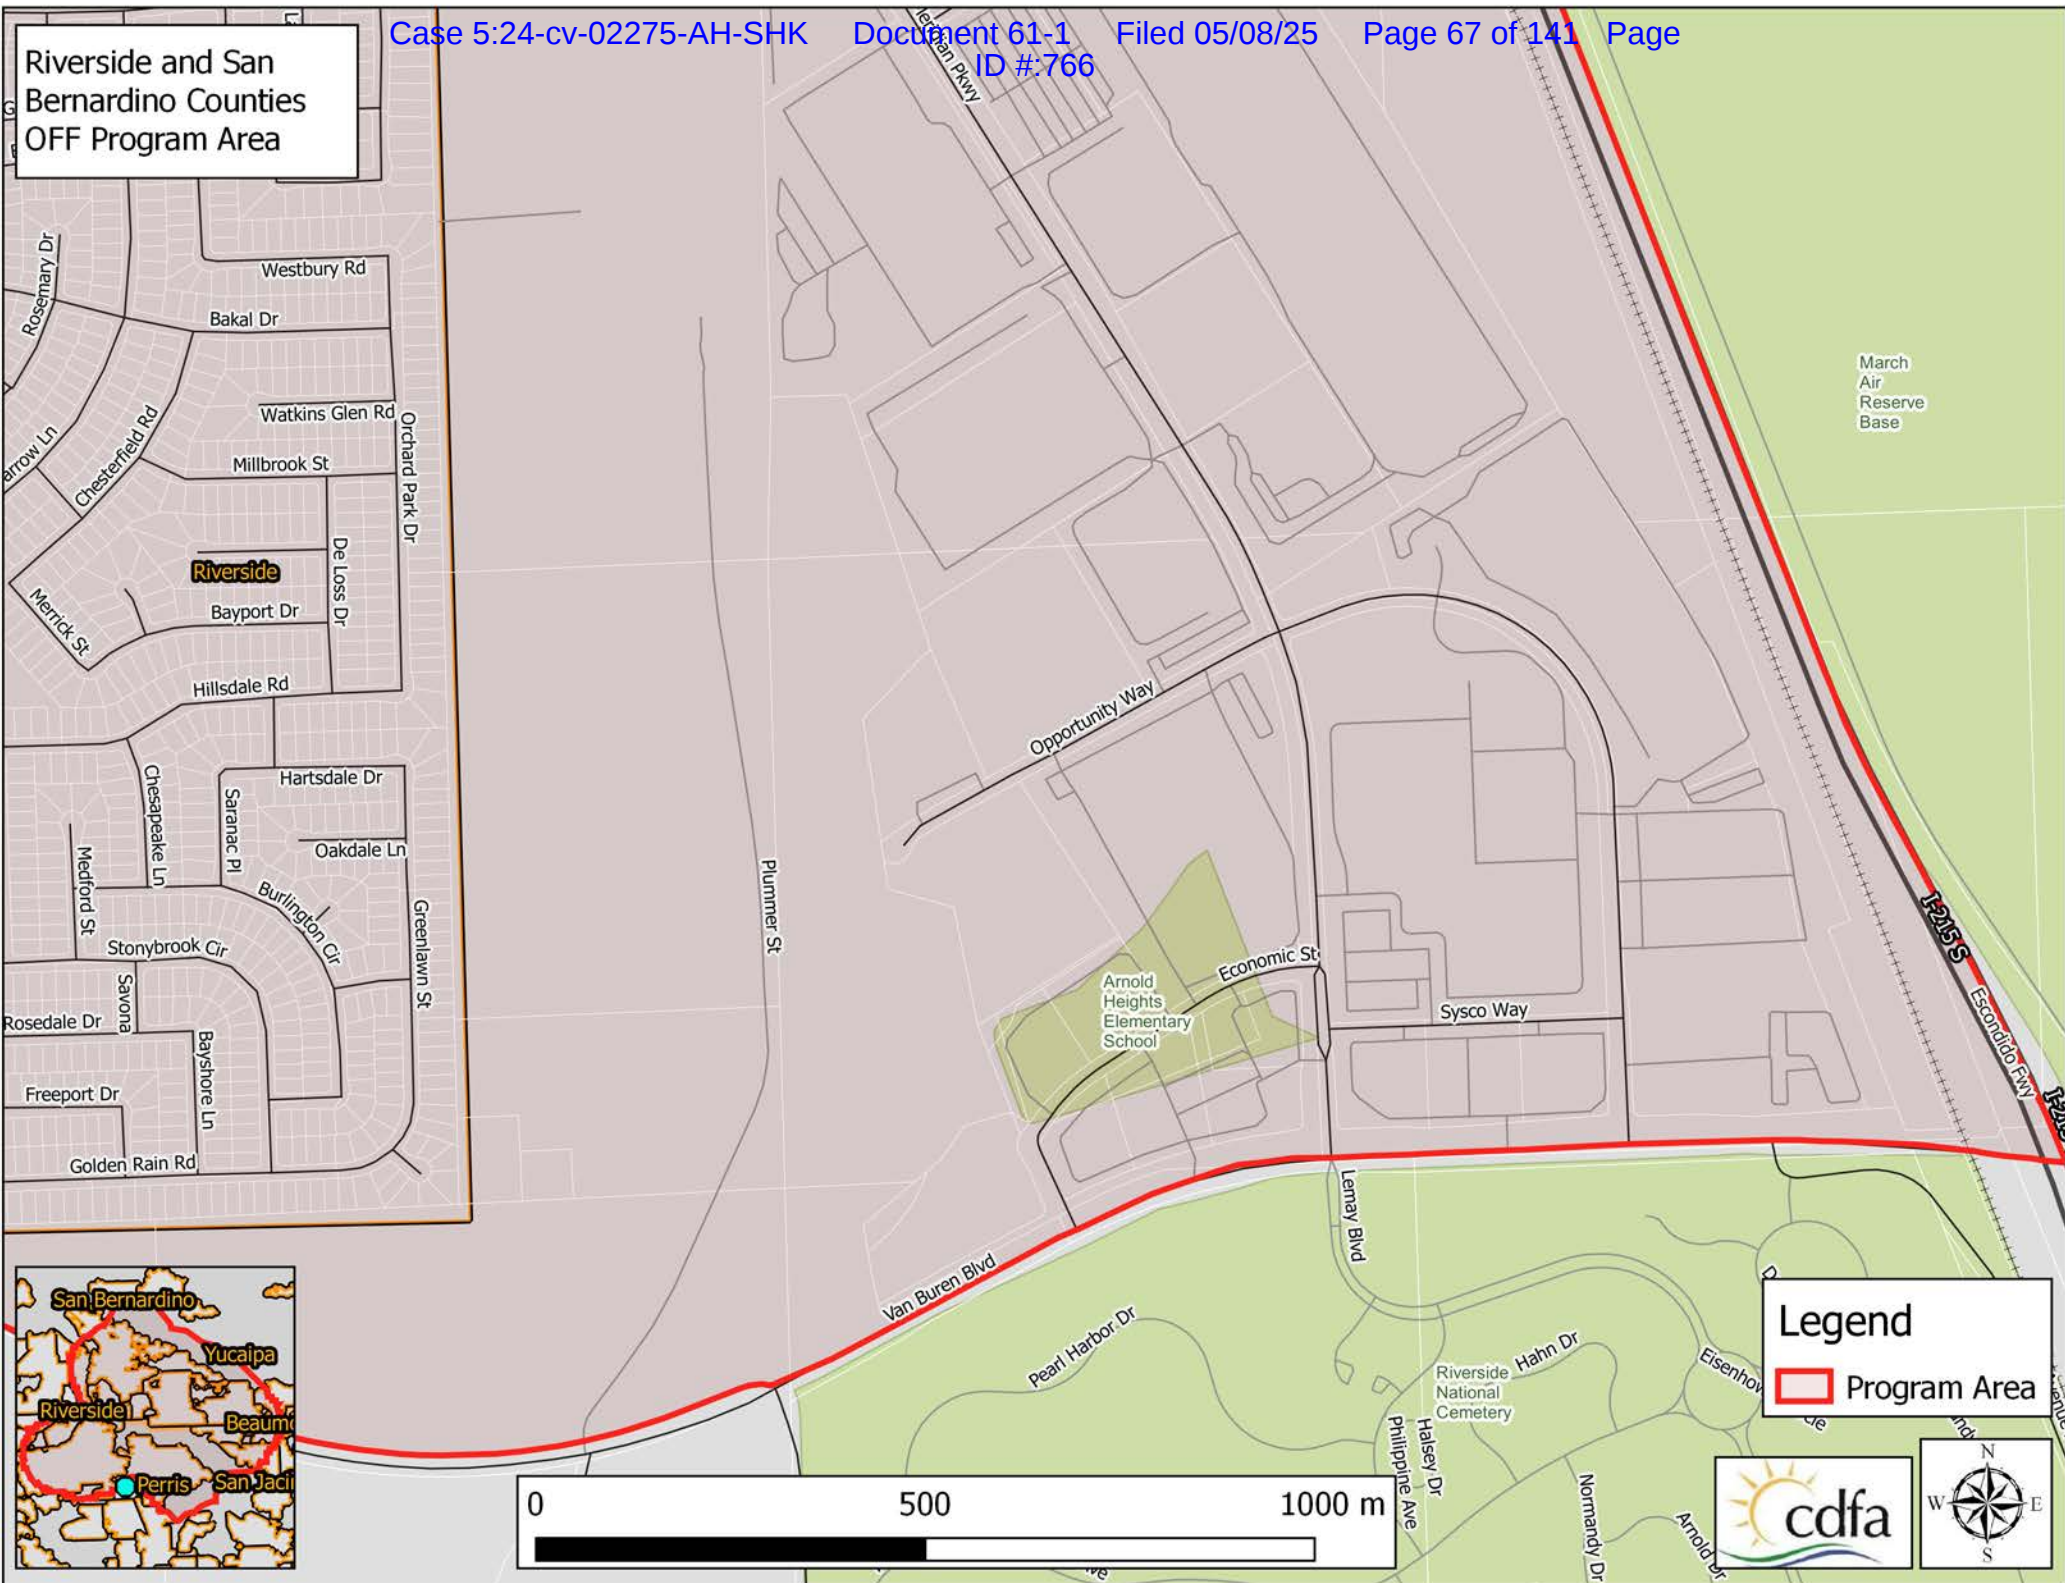 Case 5:24-cv-02275-AH-SHK Document 61-1 Filed 05/08/25 Page 67 of 141 Page
ID #:766
Riverside and San
Bernardino Counties
OFF Program Area
Rosemary Dr
Westbury Rd
Bakal Dr
Watkins Glen Rd
Chesterfield Rd
Millbrook St
Orchard Park Dr
De Loss Dr
Riverside
Bayport Dr
Merrick St
Hillsdale Rd
Hartsdale Dr
Chesapeake Ln
Saranac Pl
Oakdale Ln
Medford St
Burlington Cir
Greenlawn St
Stonybrook Cir
Savona
Rosedale Dr
Bayshore Ln
Freeport Dr
Golden Rain Rd
Plummer St
Opportunity Way
Economic St
Arnold
Heights
Elementary
School
Sysco Way
March
Air
Reserve
Base
I-215 S
Escondido Fwy
Van Buren Blvd
Lemay Blvd
Pearl Harbor Dr
Hahn Dr
Riverside
National
Cemetery
Halsey Dr
Philippine Ave
Normandy Dr
Arnold Dr
San Bernardino
Yucaipa
Riverside
Perris
0 500 1000 m
Legend
Program Area
cdfa
N
W E
S